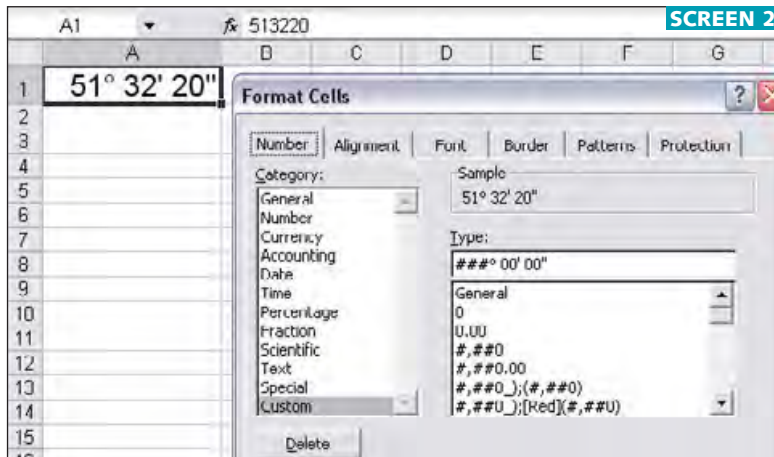 SCREEN 2
A1 fx 513220
A B C D E F G
1 51° 32' 20"
2
3
4
5
6
7
8
9
10
11
12
13
14
15
Format Cells ?
Number Alignment Font Border Patterns Protection
Category:
General
Number
Currency
Accounting
Date
Time
Percentage
Fraction
Scientific
Text
Special
Custom
Sample
51° 32' 20"
Type:
###° 00' 00"
General
0
0.00
#,##0
#,##0.00
#,##0_);(#,##0)
#,##0_);[Red](#,##0)
Delete